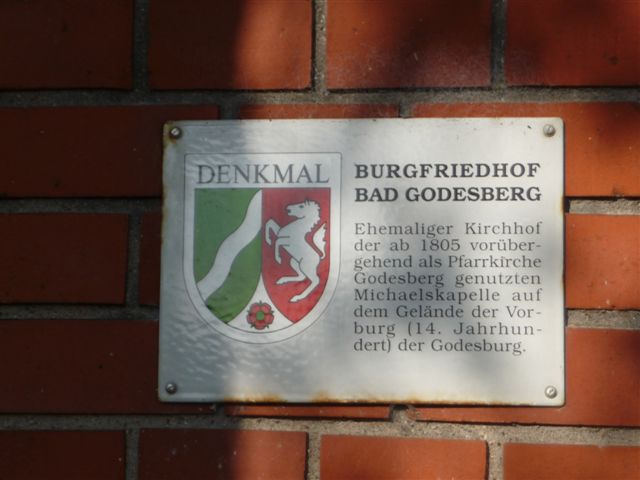 DENKMAL
BURGFRIEDHOF
BAD GODESBERG
Ehemaliger Kirchhof
der ab 1805 vorüber-
gehend als Pfarrkirche
Godesberg genutzten
Michaelskapelle auf
dem Gelände der Vor-
burg (14. Jahrhun-
dert) der Godesburg.